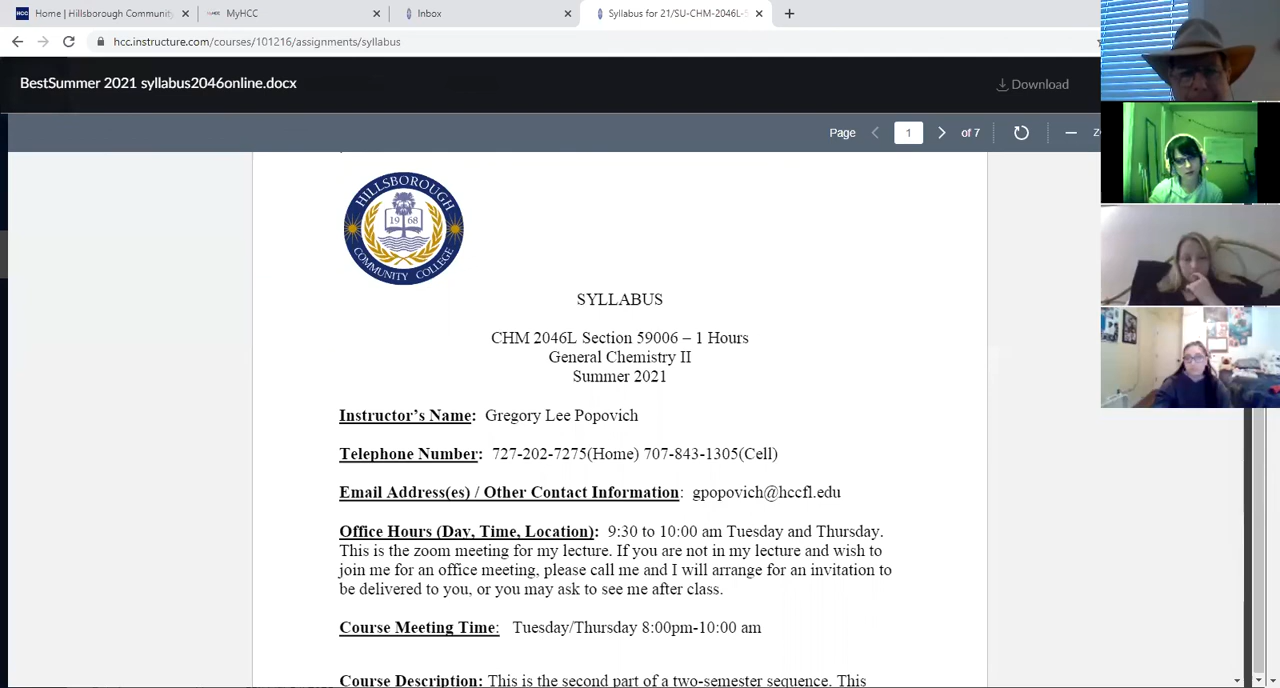 Home | Hillsborough Communit
MyHCC
Inbox
Syllabus for 21/SU-CHM-2046L-5
hcc.instructure.com/courses/101216/assignments/syllabus
BestSummer 2021 syllabus2046online.docx
Download
Page 1 of 7
HILLSBOROUGH
1968
COMMUNITY COLLEGE
SYLLABUS
CHM 2046L Section 59006 – 1 Hours
General Chemistry II
Summer 2021
Instructor's Name: Gregory Lee Popovich
Telephone Number: 727-202-7275(Home) 707-843-1305(Cell)
Email Address(es) / Other Contact Information: gpopovich@hccfl.edu
Office Hours (Day, Time, Location): 9:30 to 10:00 am Tuesday and Thursday.
This is the zoom meeting for my lecture. If you are not in my lecture and wish to
join me for an office meeting, please call me and I will arrange for an invitation to
be delivered to you, or you may ask to see me after class.
Course Meeting Time: Tuesday/Thursday 8:00pm-10:00 am
Course Description: This is the second part of a two-semester sequence. This